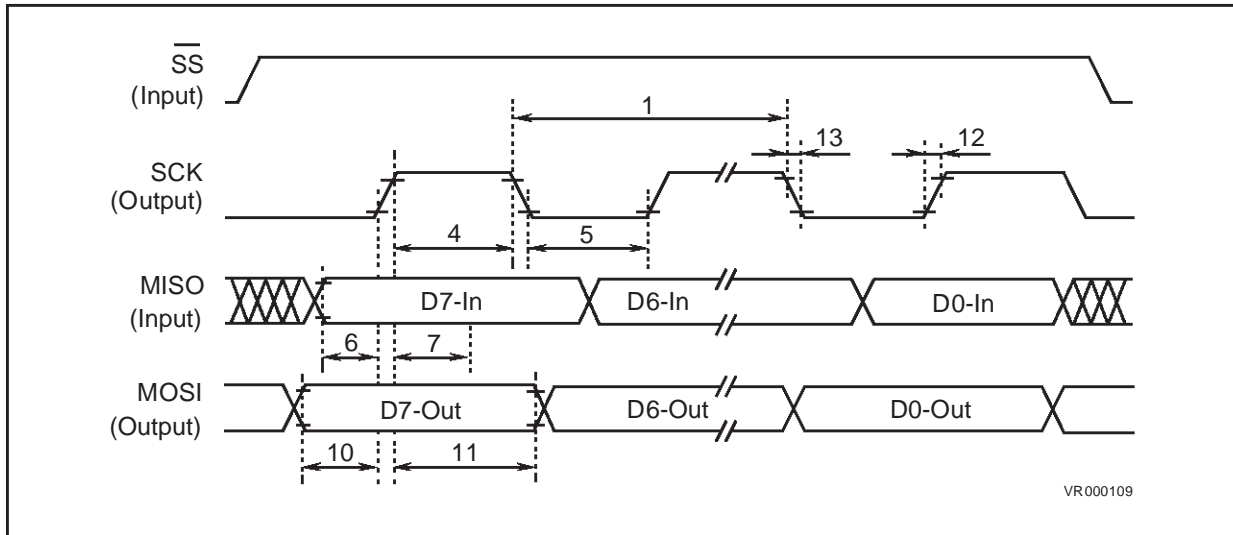 SS
(Input)
1
13
12
SCK
(Output)
4
5
MISO
(Input)
D7-In
D6-In
D0-In
6
7
MOSI
(Output)
D7-Out
D6-Out
D0-Out
10
11
VR000109